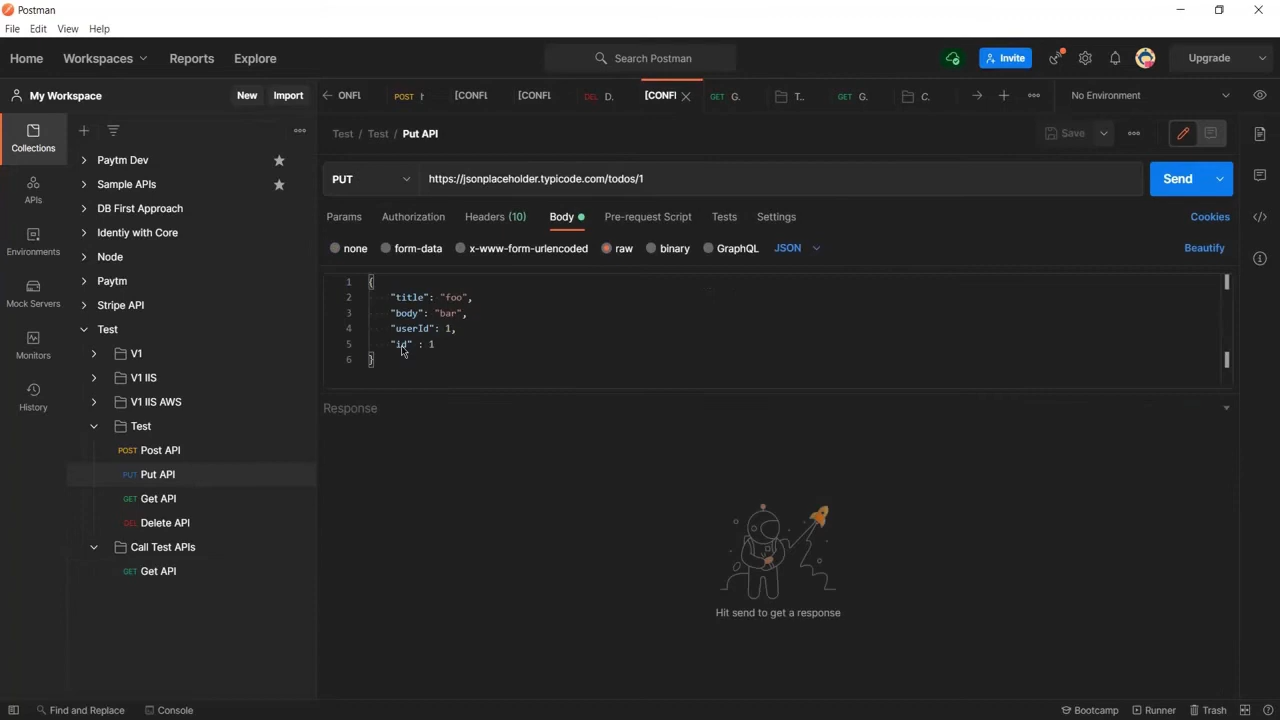 Postman
File Edit View Help
Home Workspaces Reports Explore Search Postman Invite Upgrade
My Workspace New Import
ONFL POST [CONFL [CONFL DEL D. [CONFI GET G. T.. GET G. C. No Environment
Test / Test / Put API Save
PUT https://jsonplaceholder.typicode.com/todos/1 Send
Params Authorization Headers (10) Body Pre-request Script Tests Settings Cookies
none form-data x-www-form-urlencoded raw binary GraphQL JSON Beautify
1 {
2 "title": "foo",
3 "body": "bar",
4 "userId": 1,
5 "id" : 1
6 }
Response
Hit send to get a response
Collections
APIs
Environments
Mock Servers
Monitors
History
Paytm Dev
Sample APIs
DB First Approach
Identiy with Core
Node
Paytm
Stripe API
Test
V1
V1 IIS
V1 IIS AWS
Test
POST Post API
PUT Put API
GET Get API
DEL Delete API
Call Test APIs
GET Get API
Find and Replace Console Bootcamp Runner Trash